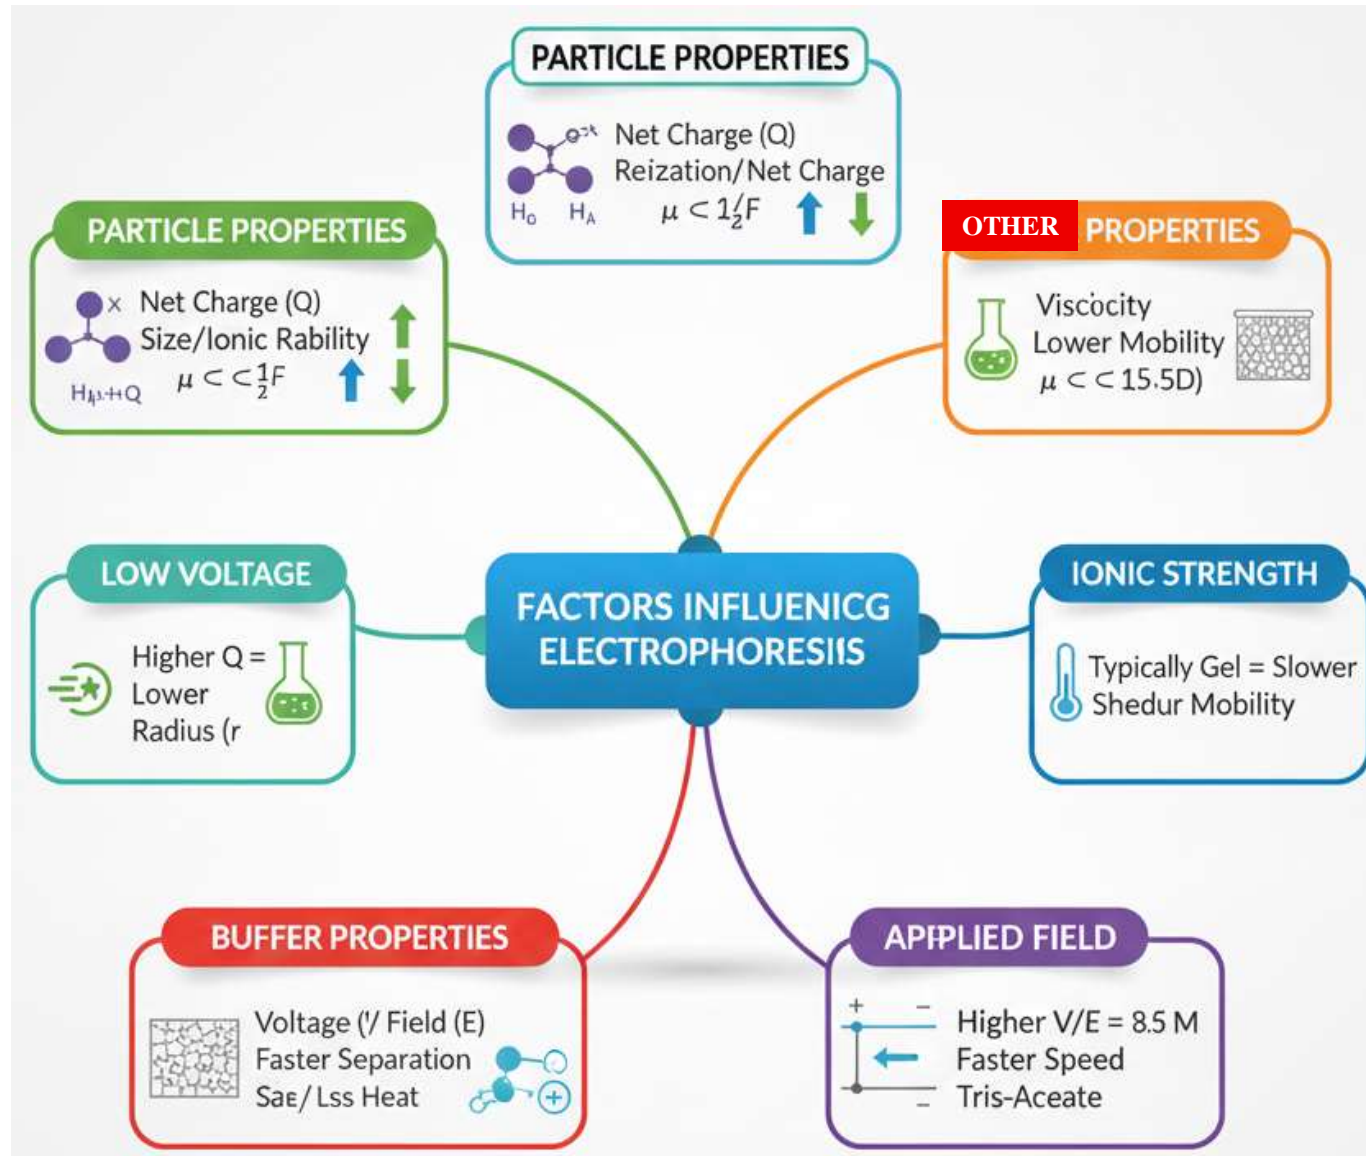 PARTICLE PROPERTIES
Net Charge (Q)
Reization/Net Charge
μ ⊂ 1⁄2F
H₀ Hᴀ
PARTICLE PROPERTIES
x Net Charge (Q)
Size/Ionic Rability
μ ⊂ ⊂ ½F
OTHER PROPERTIES
Viscocity
Lower Mobility
μ ⊂ ⊂ 15.5D)
FACTORS INFLUENICG
ELECTROPHORESIIS
LOW VOLTAGE
Higher Q =
Lower
Radius (r
IONIC STRENGTH
Typically Gel = Slower
Shedur Mobility
BUFFER PROPERTIES
Voltage (V/ Field (E)
Faster Separation
Sae/ Lss Heat
APIPLIED FIELD
+ −
Higher V/E = 8.5 M
Faster Speed
Tris-Aceate
−